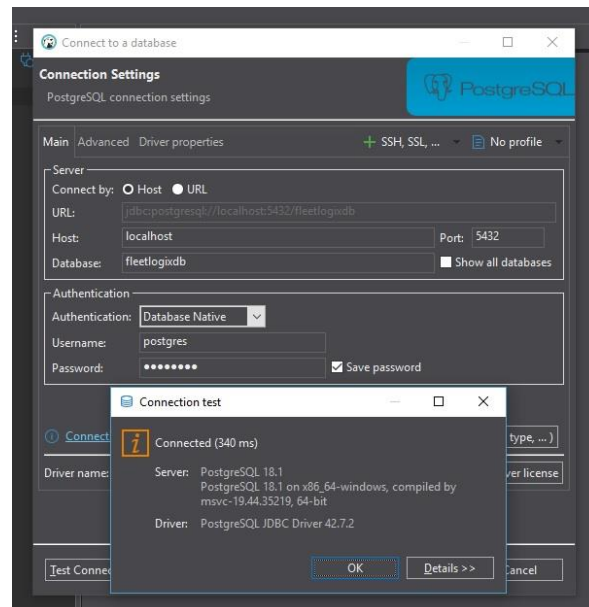 Connect to a database
Connection Settings
PostgreSQL connection settings
PostgreSQL
Main Advanced Driver properties SSH, SSL, ... No profile
Server
Connect by: Host URL
URL: jdbc:postgresql://localhost:5432/fleetlogixdb
Host: localhost Port: 5432
Database: fleetlogixdb Show all databases
Authentication
Authentication: Database Native
Username: postgres
Password: •••••••• Save password
Connection test
Connect type, ... )
Connected (340 ms)
Driver name: Server: PostgreSQL 18.1 ver license
PostgreSQL 18.1 on x86_64-windows, compiled by
msvc-19.44.35219, 64-bit
Driver: PostgreSQL JDBC Driver 42.7.2
OK Details >>
Test Connec Cancel